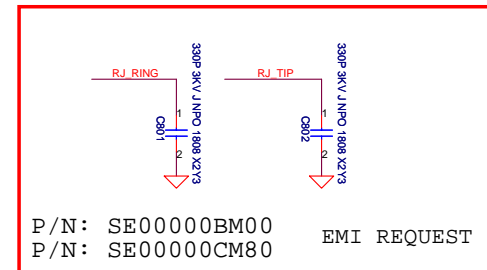 RJ_RING
1
C801
2
330P 3KV J NPO 1808 X2Y3
RJ_TIP
1
C802
2
330P 3KV J NPO 1808 X2Y3
P/N: SE00000BM00
P/N: SE00000CM80
EMI REQUEST